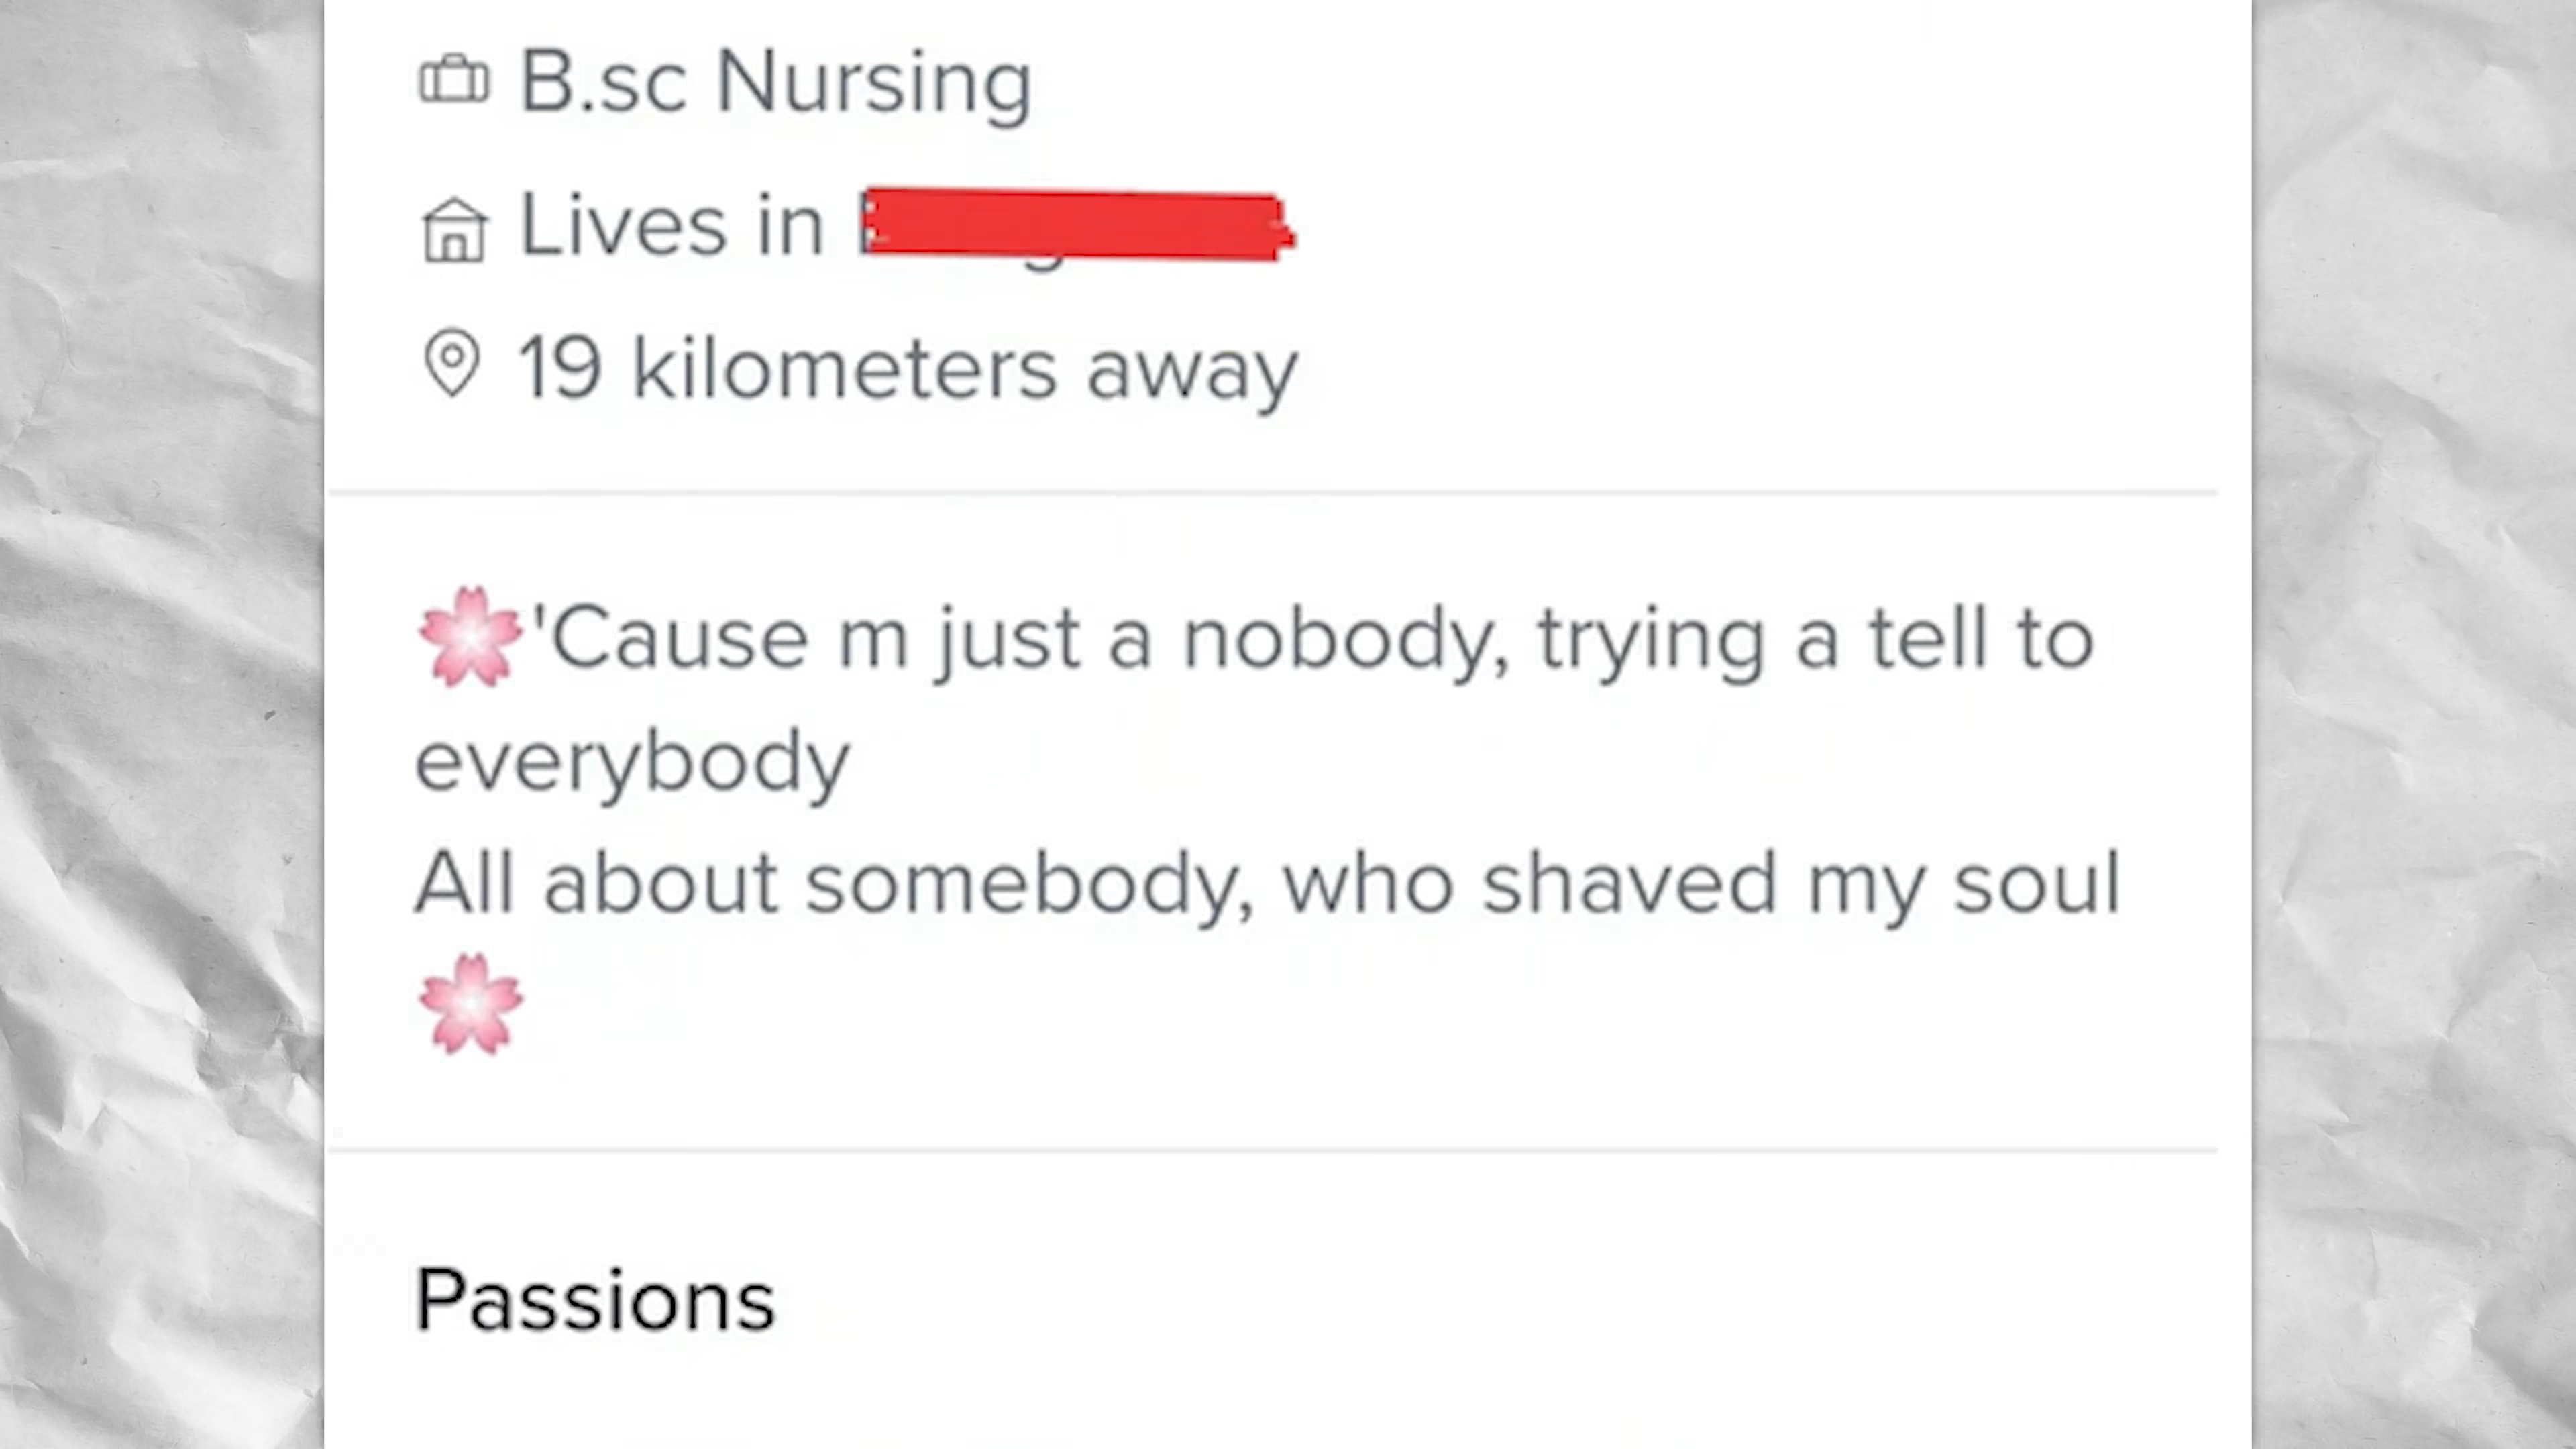 B.sc Nursing
Lives in
19 kilometers away
🌸'Cause m just a nobody, trying a tell to
everybody
All about somebody, who shaved my soul
🌸
Passions